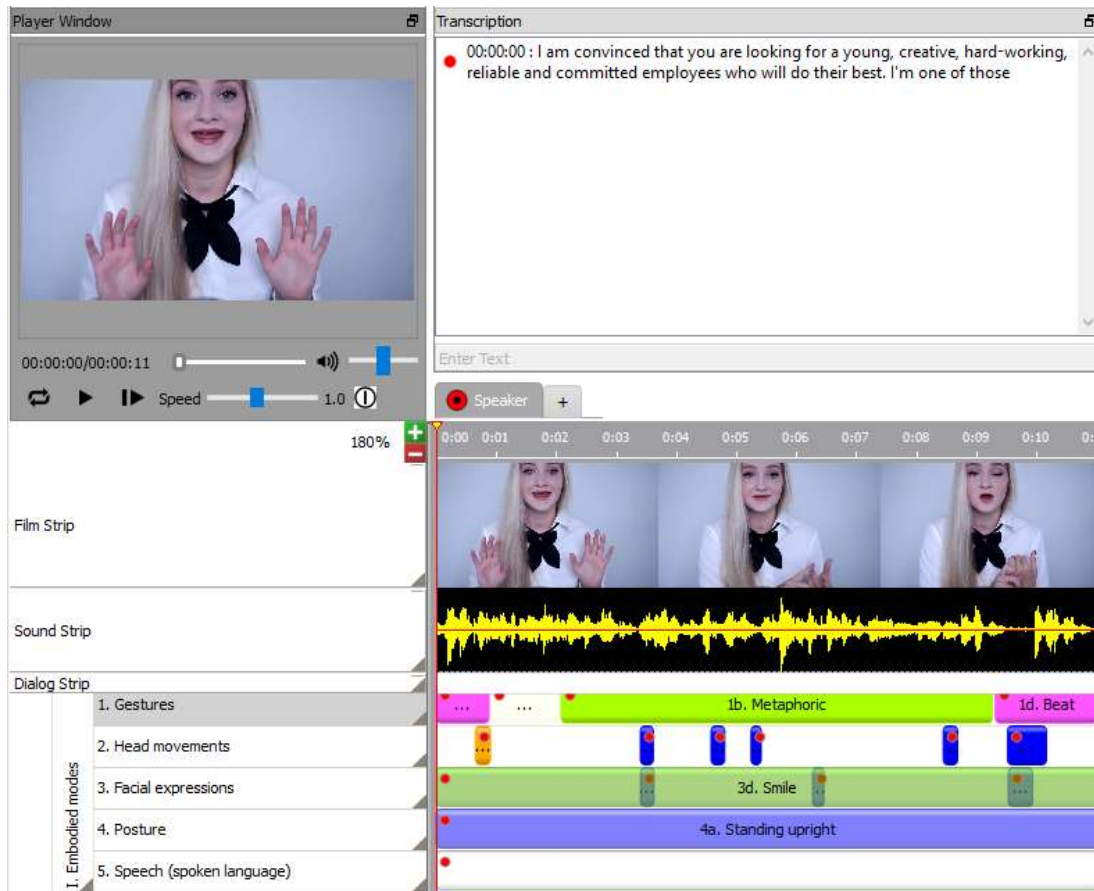 Player Window
Transcription
00:00:00 : I am convinced that you are looking for a young, creative, hard-working,
reliable and committed employees who will do their best. I'm one of those
00:00:00/00:00:11
Speed
1.0
Enter Text
Speaker
+
180%
0:00 0:01 0:02 0:03 0:04 0:05 0:06 0:07 0:08 0:09 0:10
Film Strip
Sound Strip
Dialog Strip
I. Embodied modes
1. Gestures
...
...
1b. Metaphoric
1d. Beat
2. Head movements
3. Facial expressions
3d. Smile
4. Posture
4a. Standing upright
5. Speech (spoken language)